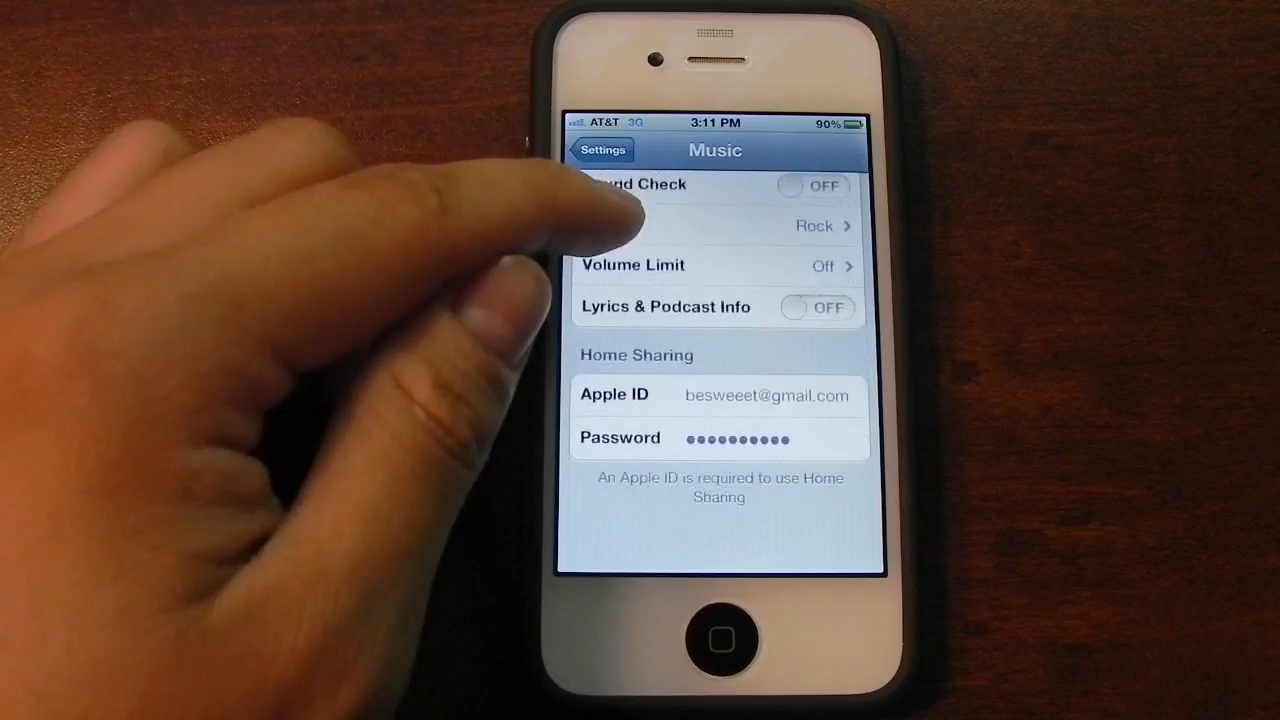 AT&T 3G 3:11 PM 90%
Settings Music
Check OFF
Rock
Volume Limit Off
Lyrics & Podcast Info OFF
Home Sharing
Apple ID besweeet@gmail.com
Password ●●●●●●●●●●
An Apple ID is required to use Home
Sharing